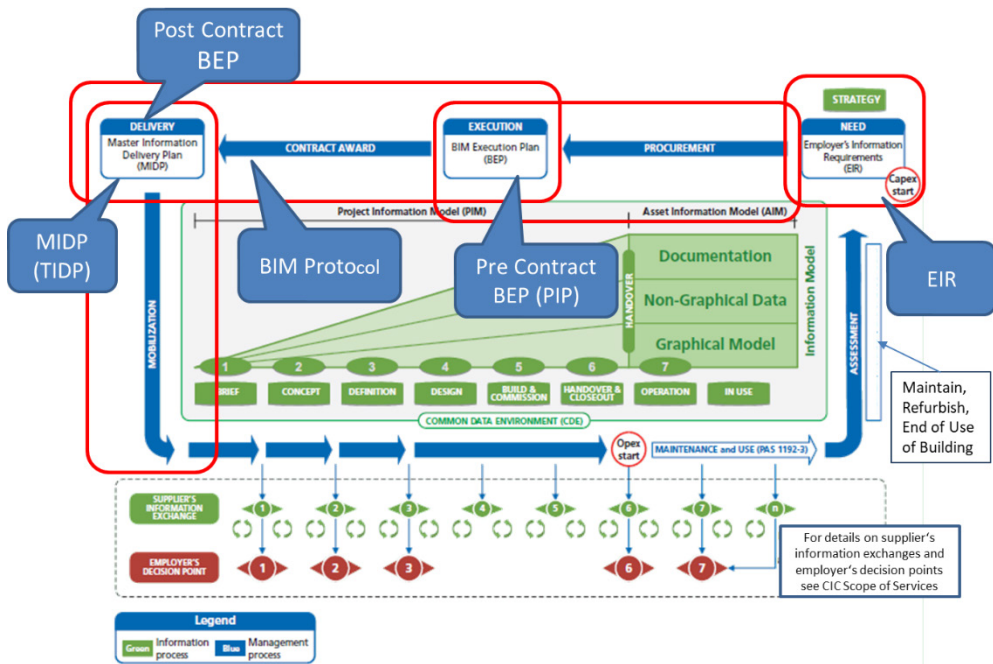 Post Contract
BEP
STRATEGY
DELIVERY
Master Information
Delivery Plan
(MIDP)
CONTRACT AWARD
EXECUTION
BIM Execution Plan
(BEP)
PROCUREMENT
NEED
Employer's Information
Requirements
(EIR)
Capex
start
MIDP
(TIDP)
BIM Protocol
Pre Contract
BEP (PIP)
EIR
Project Information Model (PIM)
Asset Information Model (AIM)
Documentation
Non-Graphical Data
Graphical Model
HANDOVER
Information Model
MOBILIZATION
ASSESSMENT
1
2
3
4
5
6
7
BRIEF
CONCEPT
DEFINITION
DESIGN
BUILD &
COMMISSION
HANDOVER &
CLOSEOUT
OPERATION
IN USE
COMMON DATA ENVIRONMENT (CDE)
Maintain,
Refurbish,
End of Use
of Building
Opex
start
MAINTENANCE and USE (PAS 1192-3)
SUPPLIER'S
INFORMATION
EXCHANGE
1
2
3
4
5
6
7
n
EMPLOYER'S
DECISION POINT
1
2
3
6
7
For details on supplier's
information exchanges and
employer's decision points
see CIC Scope of Services
Legend
Green Information
process
Blue Management
process